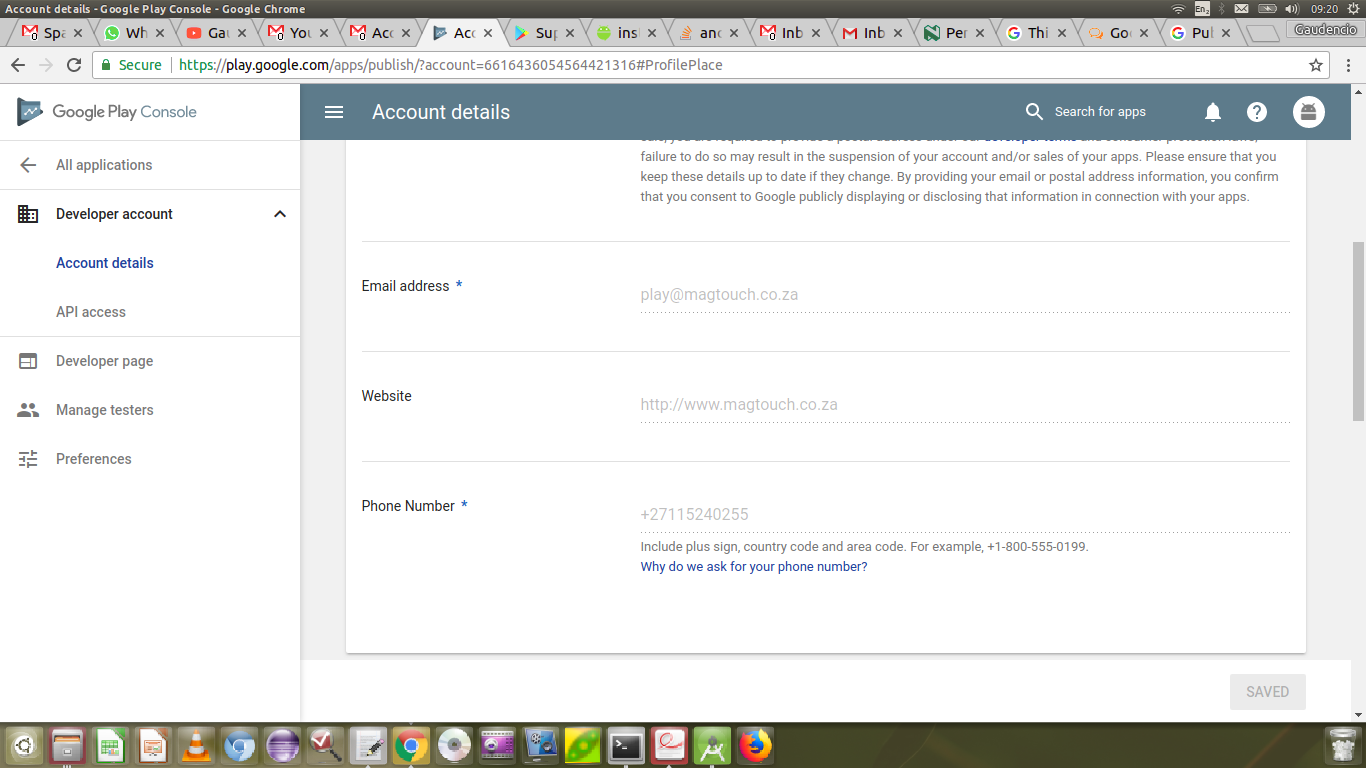 Account details - Google Play Console - Google Chrome
En2
09:20
Spa
Wh
Gau
You
Acc
Acc
Sup
inst
and
Inb
Inb
Per
Thi
Goo
Pub
Gaudencio
Secure
https://play.google.com/apps/publish/?account=6616436054564421316#ProfilePlace
Google Play Console
Account details
Search for apps
All applications
Developer account
Account details
API access
Developer page
Manage testers
Preferences
failure to do so may result in the suspension of your account and/or sales of your apps. Please ensure that you
keep these details up to date if they change. By providing your email or postal address information, you confirm
that you consent to Google publicly displaying or disclosing that information in connection with your apps.
Email address *
play@magtouch.co.za
Website
http://www.magtouch.co.za
Phone Number *
+27115240255
Include plus sign, country code and area code. For example, +1-800-555-0199.
Why do we ask for your phone number?
SAVED